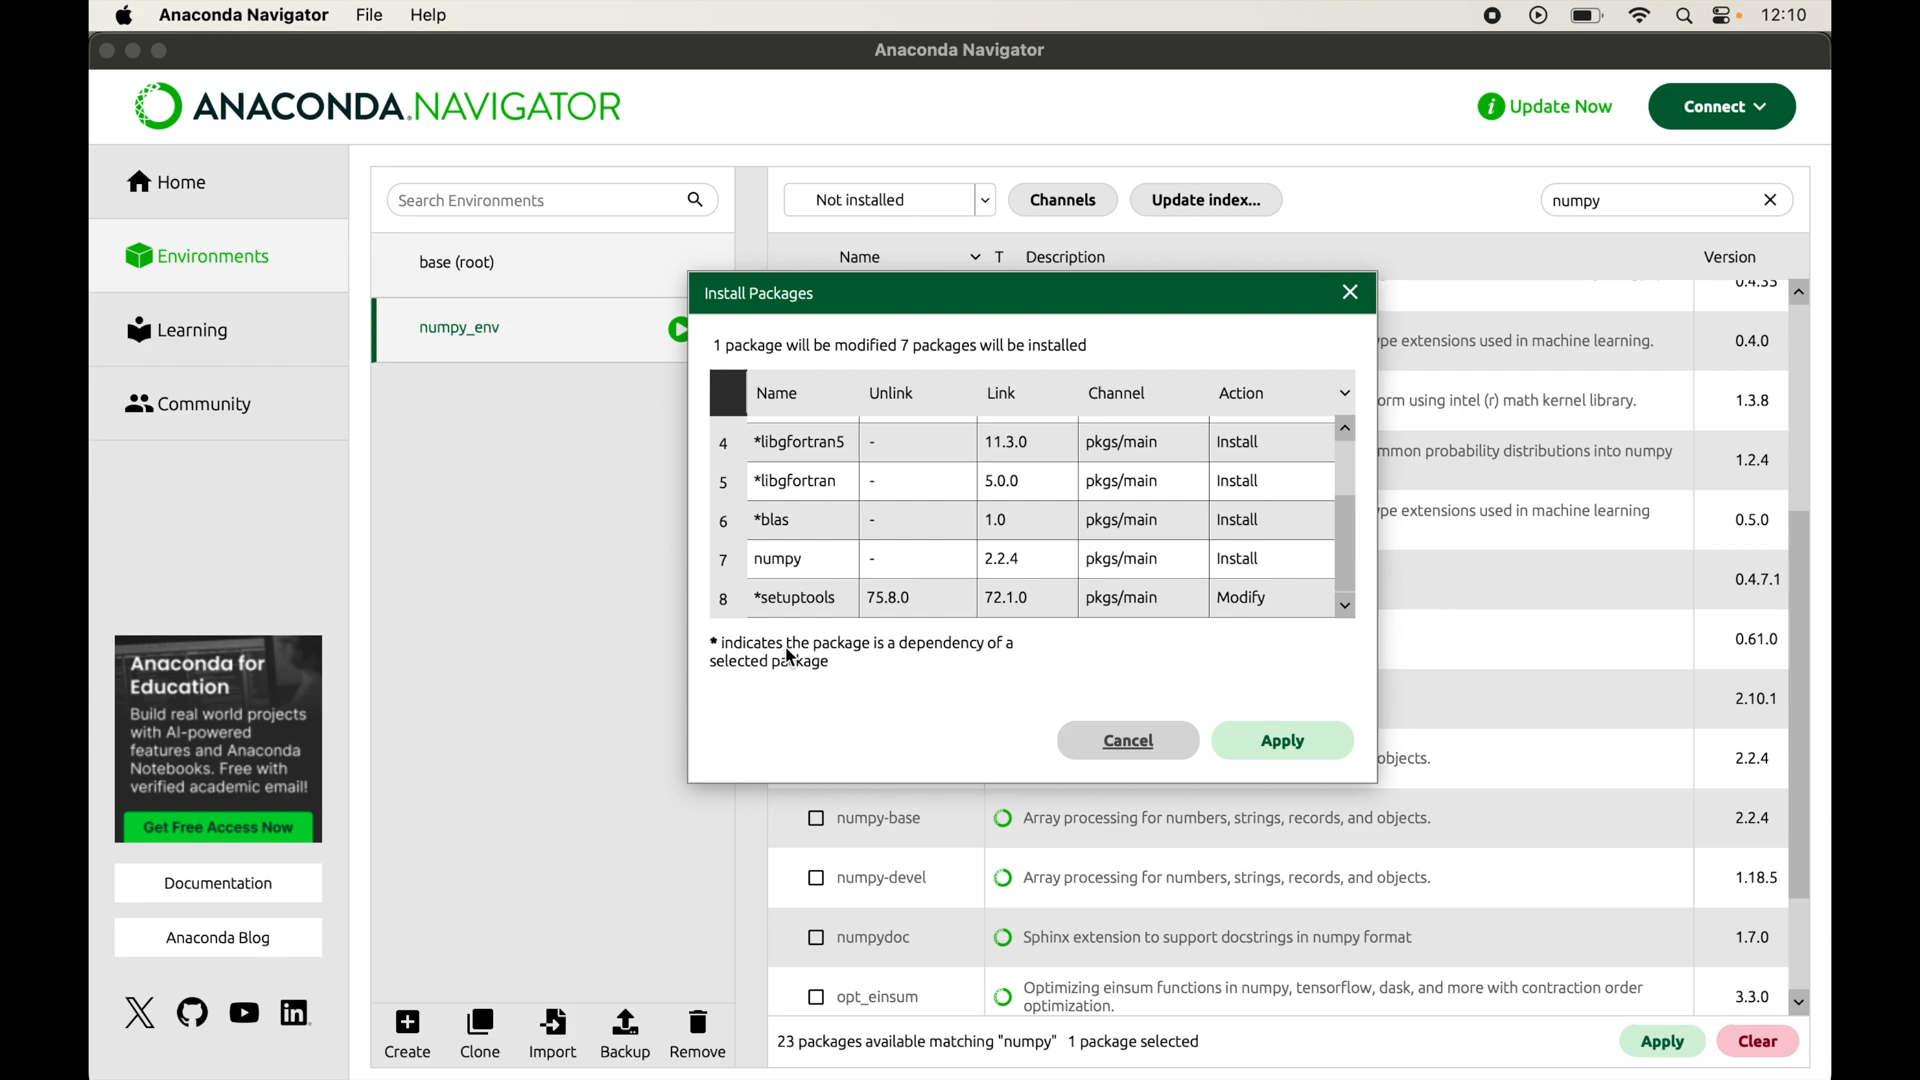 Anaconda Navigator File Help 12:10
Anaconda Navigator
ANACONDA.NAVIGATOR
Update Now
Connect
Home
Environments
Learning
Community
Anaconda for
Education
Build real world projects
with AI-powered
features and Anaconda
Notebooks. Free with
verified academic email!
Get Free Access Now
Documentation
Anaconda Blog
Search Environments
base (root)
numpy_env
Create Clone Import Backup Remove
Not installed Channels Update index... numpy
Name T Description Version
0.4.35
pe extensions used in machine learning. 0.4.0
orm using intel (r) math kernel library. 1.3.8
mmon probability distributions into numpy 1.2.4
pe extensions used in machine learning 0.5.0
0.4.7.1
0.61.0
2.10.1
objects. 2.2.4
numpy-base Array processing for numbers, strings, records, and objects. 2.2.4
numpy-devel Array processing for numbers, strings, records, and objects. 1.18.5
numpydoc Sphinx extension to support docstrings in numpy format 1.7.0
opt_einsum Optimizing einsum functions in numpy, tensorflow, dask, and more with contraction order 3.3.0
optimization.
23 packages available matching "numpy" 1 package selected
Apply Clear
Install Packages
1 package will be modified 7 packages will be installed
Name Unlink Link Channel Action
4 *libgfortran5 - 11.3.0 pkgs/main Install
5 *libgfortran - 5.0.0 pkgs/main Install
6 *blas - 1.0 pkgs/main Install
7 numpy - 2.2.4 pkgs/main Install
8 *setuptools 75.8.0 72.1.0 pkgs/main Modify
* indicates the package is a dependency of a
selected package
Cancel Apply